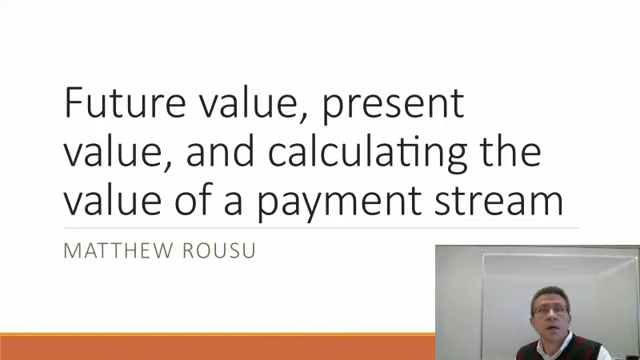 Future value, present
value, and calculating the
value of a payment stream
MATTHEW ROUSU